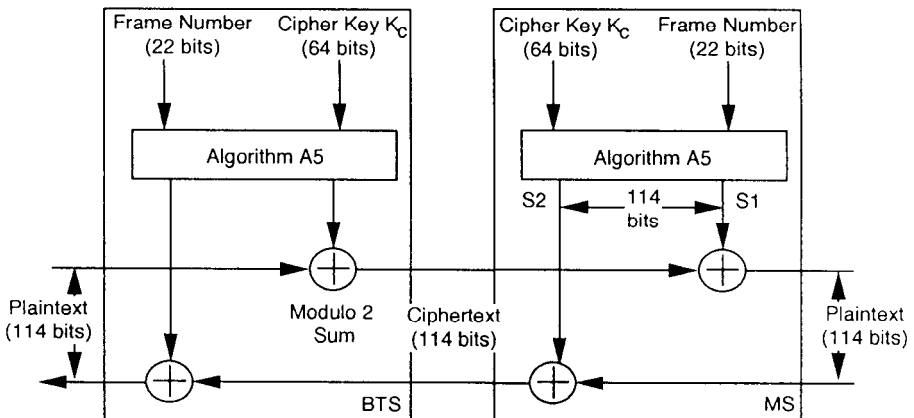 Frame Number
(22 bits)
Cipher Key KC
(64 bits)
Cipher Key KC
(64 bits)
Frame Number
(22 bits)
Algorithm A5
Algorithm A5
S2
114
bits
S1
Plaintext
(114 bits)
Modulo 2
Sum
Ciphertext
(114 bits)
Plaintext
(114 bits)
BTS
MS